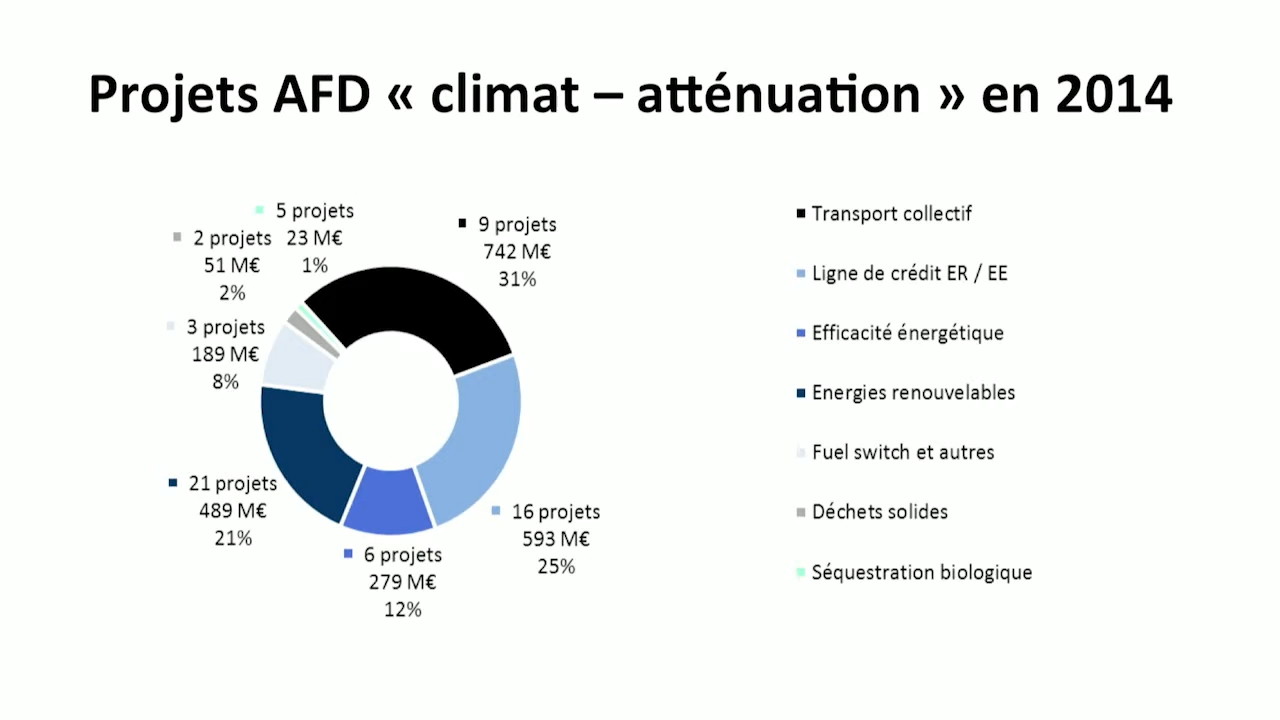 Projets AFD « climat – atténuation » en 2014
5 projets
23 M€
1%
2 projets
51 M€
2%
3 projets
189 M€
8%
21 projets
489 M€
21%
6 projets
279 M€
12%
16 projets
593 M€
25%
9 projets
742 M€
31%
Transport collectif
Ligne de crédit ER / EE
Efficacité énergétique
Energies renouvelables
Fuel switch et autres
Déchets solides
Séquestration biologique